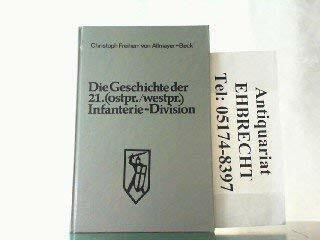 Christoph Freiherr von Allmayer-Beck
Die Geschichte der
21.(ostpr./westpr.)
Infanterie-Division
Antiquariat
EHBRECHT
Tel: 05174-8397